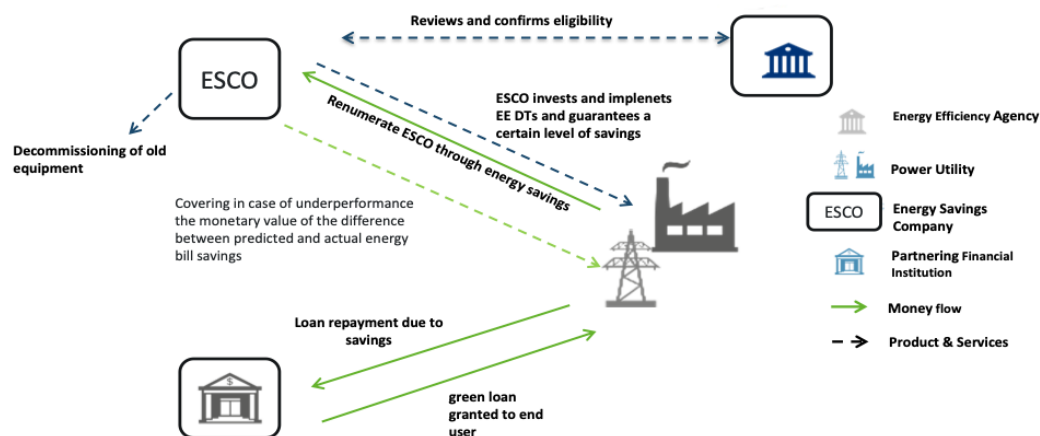 Reviews and confirms eligibility
ESCO
ESCO invests and implenets
EE DTs and guarantees a
certain level of savings
Renumerate ESCO through energy savings
Decommissioning of old
equipment
Covering in case of underperformance
the monetary value of the difference
between predicted and actual energy
bill savings
Loan repayment due to
savings
$
green loan
granted to end
user
Energy Efficiency Agency
Power Utility
ESCO
Energy Savings
Company
Partnering Financial
Institution
Money flow
Product & Services